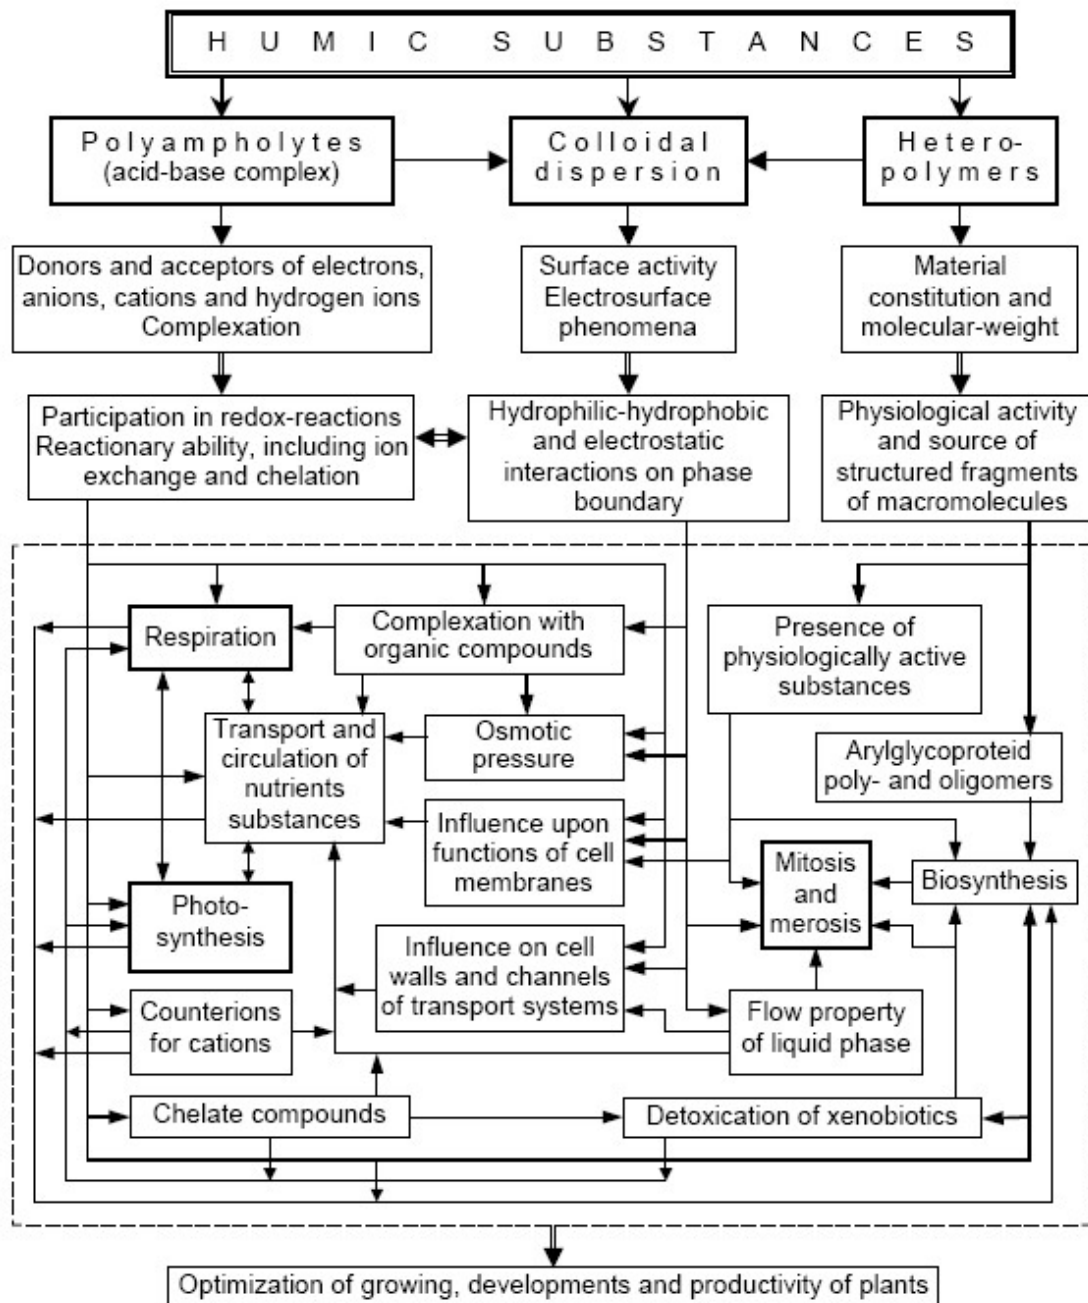 HUMIC SUBSTANCES
Polyampholytes
(acid-base complex)
Colloidal
dispersion
Hetero-
polymers
Donors and acceptors of electrons,
anions, cations and hydrogen ions
Complexation
Surface activity
Electrosurface
phenomena
Material
constitution and
molecular-weight
Participation in redox-reactions
Reactionary ability, including ion
exchange and chelation
Hydrophilic-hydrophobic
and electrostatic
interactions on phase
boundary
Physiological activity
and source of
structured fragments
of macromolecules
Respiration
Complexation with
organic compounds
Presence of
physiologically active
substances
Transport and
circulation of
nutrients
substances
Osmotic
pressure
Arylglycoproteid
poly- and oligomers
Influence upon
functions of cell
membranes
Mitosis
and
merosis
Biosynthesis
Photo-
synthesis
Influence on cell
walls and channels
of transport systems
Counterions
for cations
Flow property
of liquid phase
Chelate compounds
Detoxication of xenobiotics
Optimization of growing, developments and productivity of plants